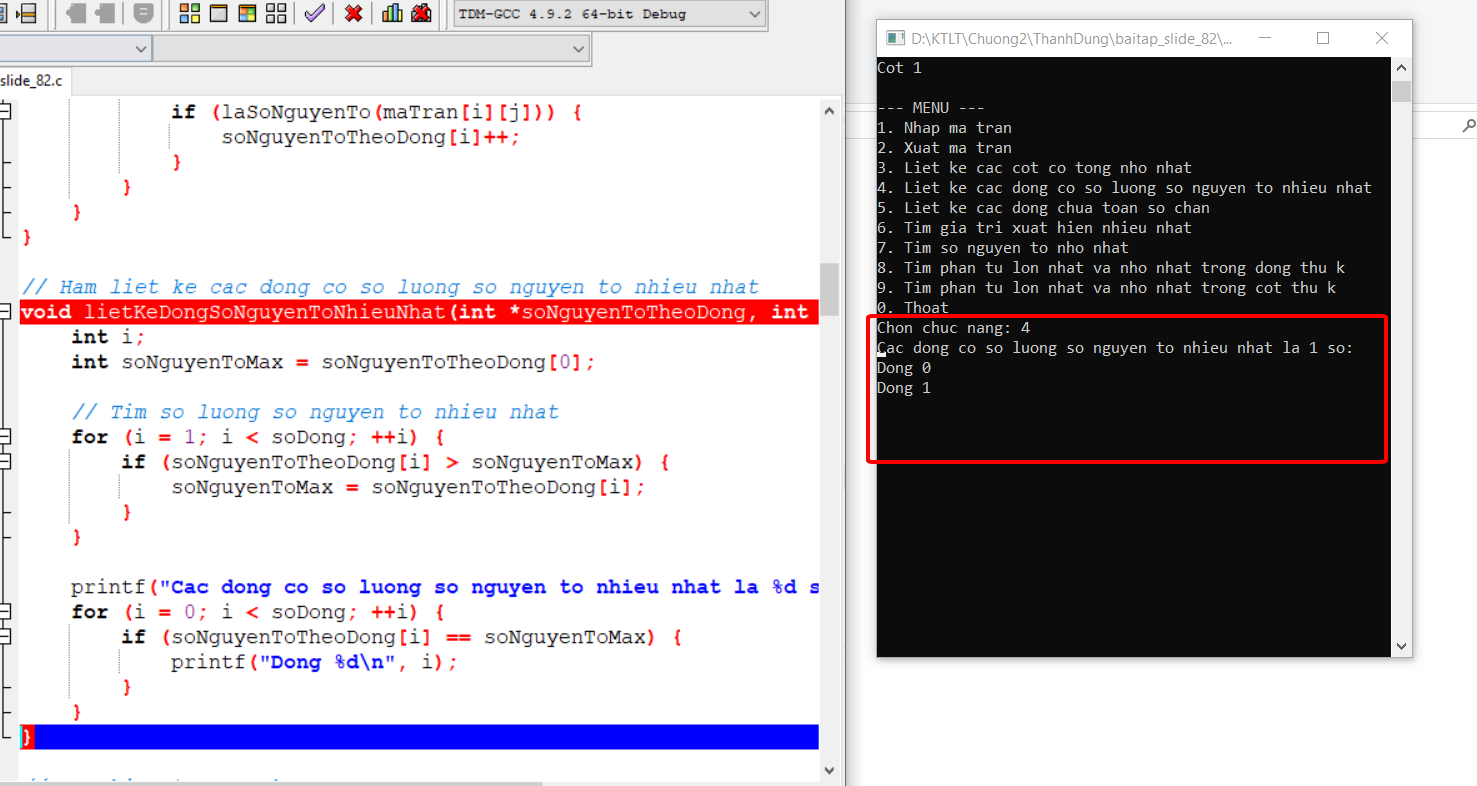 TDM-GCC 4.9.2 64-bit Debug
slide_82.c
if (laSoNguyenTo(maTran[i][j])) {
soNguyenToTheoDong[i]++;
}
}
}
}
// Ham liet ke cac dong co so luong so nguyen to nhieu nhat
void lietKeDongSoNguyenToNhieuNhat(int *soNguyenToTheoDong, int
int i;
int soNguyenToMax = soNguyenToTheoDong[0];
// Tim so luong so nguyen to nhieu nhat
for (i = 1; i < soDong; ++i) {
if (soNguyenToTheoDong[i] > soNguyenToMax) {
soNguyenToMax = soNguyenToTheoDong[i];
}
}
printf("Cac dong co so luong so nguyen to nhieu nhat la %d s
for (i = 0; i < soDong; ++i) {
if (soNguyenToTheoDong[i] == soNguyenToMax) {
printf("Dong %d\n", i);
}
}
}
D:\KTLT\Chuong2\ThanhDung\baitap_slide_82\...
Cot 1
--- MENU ---
1. Nhap ma tran
2. Xuat ma tran
3. Liet ke cac cot co tong nho nhat
4. Liet ke cac dong co so luong so nguyen to nhieu nhat
5. Liet ke cac dong chua toan so chan
6. Tim gia tri xuat hien nhieu nhat
7. Tim so nguyen to nho nhat
8. Tim phan tu lon nhat va nho nhat trong dong thu k
9. Tim phan tu lon nhat va nho nhat trong cot thu k
0. Thoat
Chon chuc nang: 4
Cac dong co so luong so nguyen to nhieu nhat la 1 so:
Dong 0
Dong 1